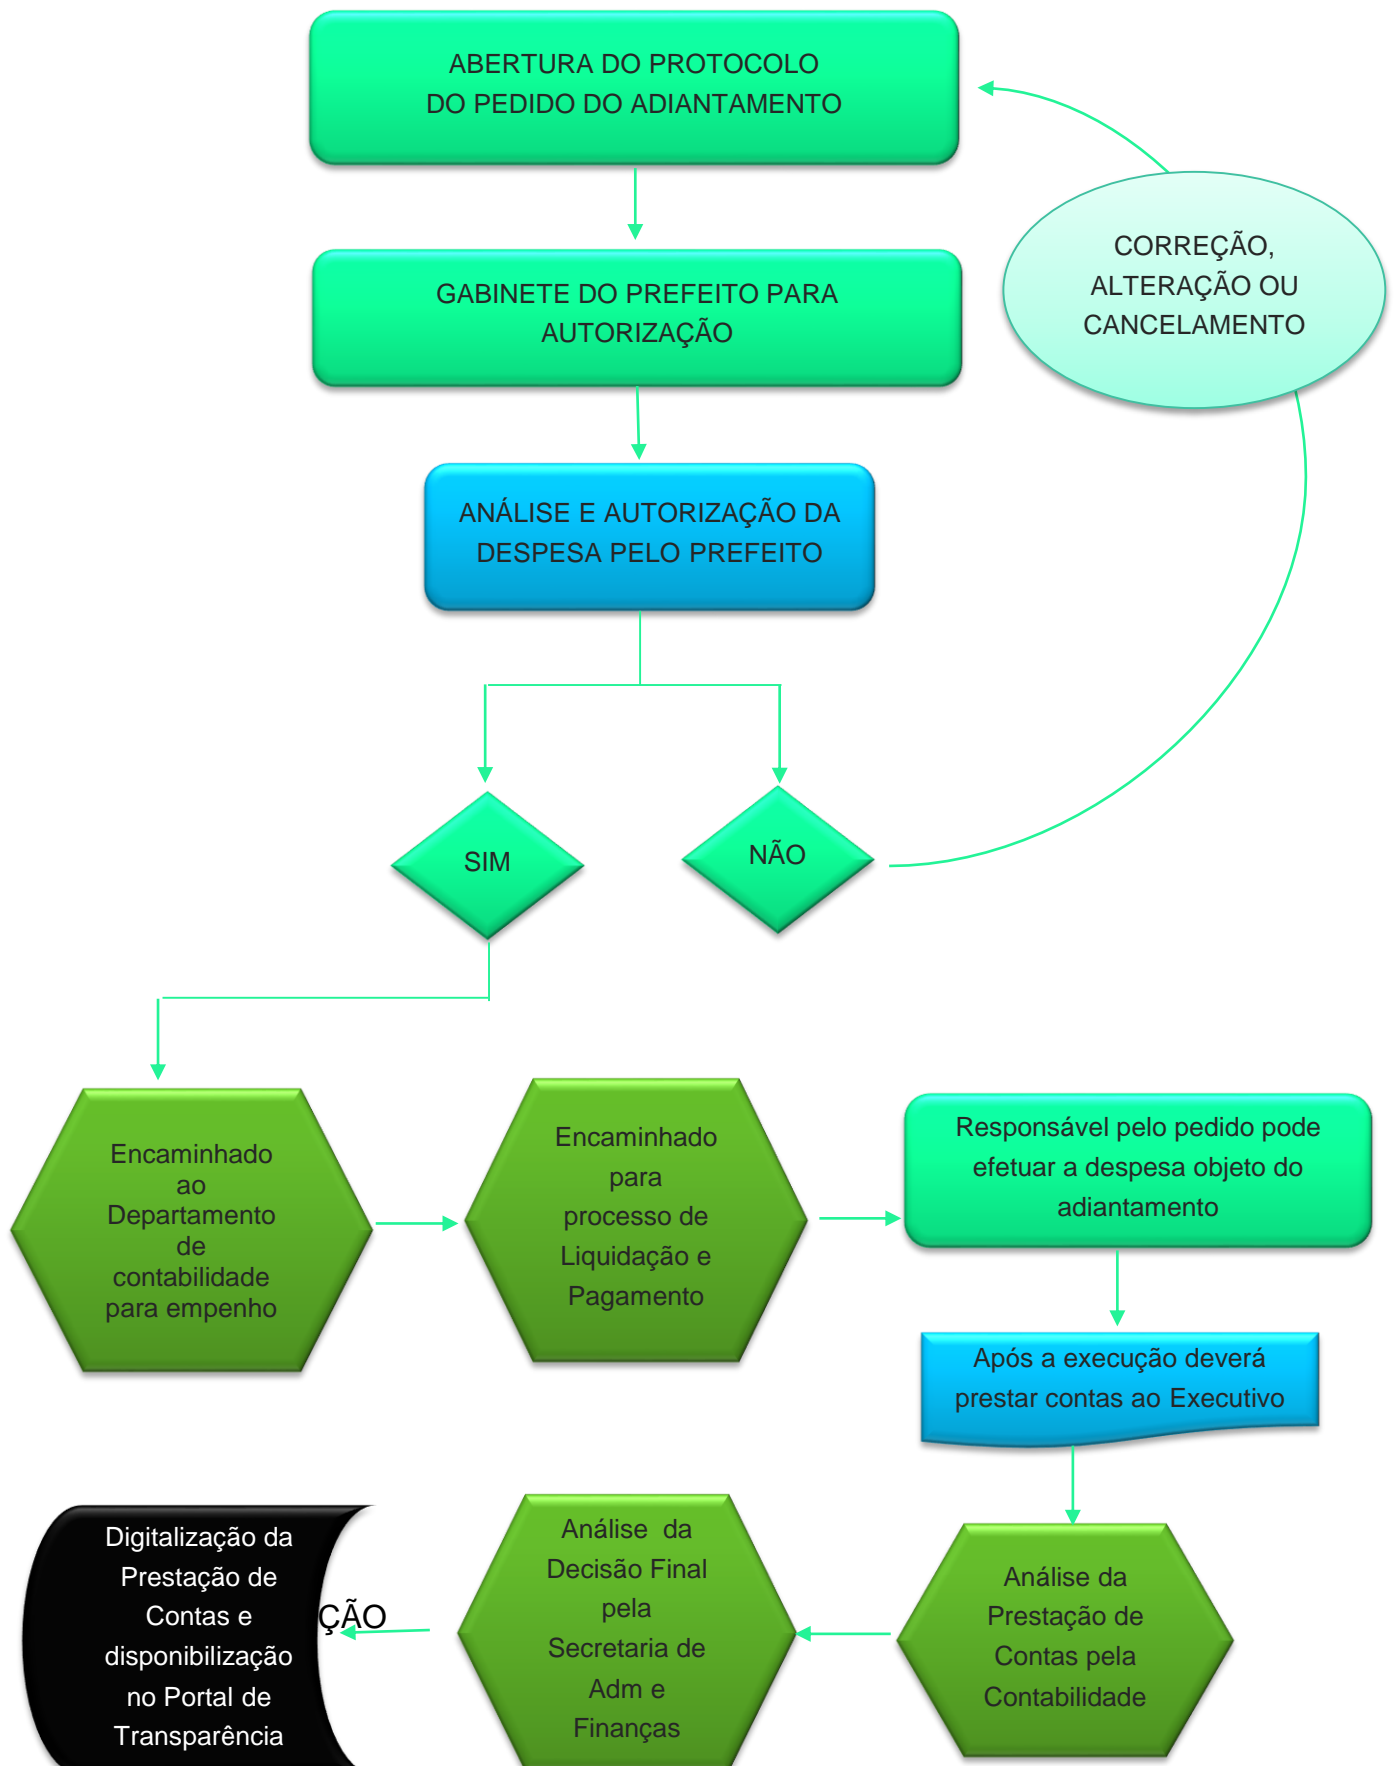 ABERTURA DO PROTOCOLO
DO PEDIDO DO ADIANTAMENTO
GABINETE DO PREFEITO PARA
AUTORIZAÇÃO
CORREÇÃO,
ALTERAÇÃO OU
CANCELAMENTO
ANÁLISE E AUTORIZAÇÃO DA
DESPESA PELO PREFEITO
SIM
NÃO
Encaminhado
ao
Departamento
de
contabilidade
para empenho
Encaminhado
para
processo de
Liquidação e
Pagamento
Responsável pelo pedido pode
efetuar a despesa objeto do
adiantamento
Após a execução deverá
prestar contas ao Executivo
Análise da
Prestação de
Contas pela
Contabilidade
Análise da
Decisão Final
pela
Secretaria de
Adm e
Finanças
Digitalização da
Prestação de
Contas e
disponibilização
no Portal de
Transparência
ÇÃO